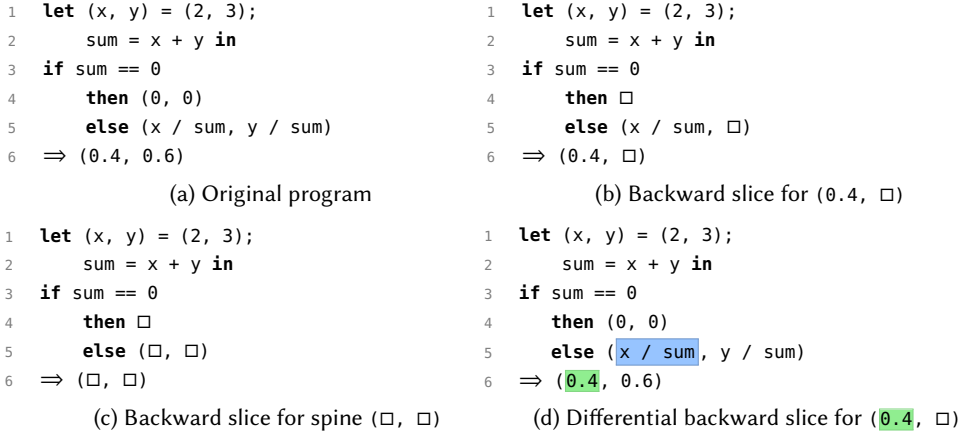 1 let (x, y) = (2, 3);
2 sum = x + y in
3 if sum == 0
4 then (0, 0)
5 else (x / sum, y / sum)
6 ⇒ (0.4, 0.6)
(a) Original program
1 let (x, y) = (2, 3);
2 sum = x + y in
3 if sum == 0
4 then □
5 else (x / sum, □)
6 ⇒ (0.4, □)
(b) Backward slice for (0.4, □)
1 let (x, y) = (2, 3);
2 sum = x + y in
3 if sum == 0
4 then □
5 else (□, □)
6 ⇒ (□, □)
(c) Backward slice for spine (□, □)
1 let (x, y) = (2, 3);
2 sum = x + y in
3 if sum == 0
4 then (0, 0)
5 else (x / sum, y / sum)
6 ⇒ (0.4, 0.6)
(d) Differential backward slice for (0.4, □)